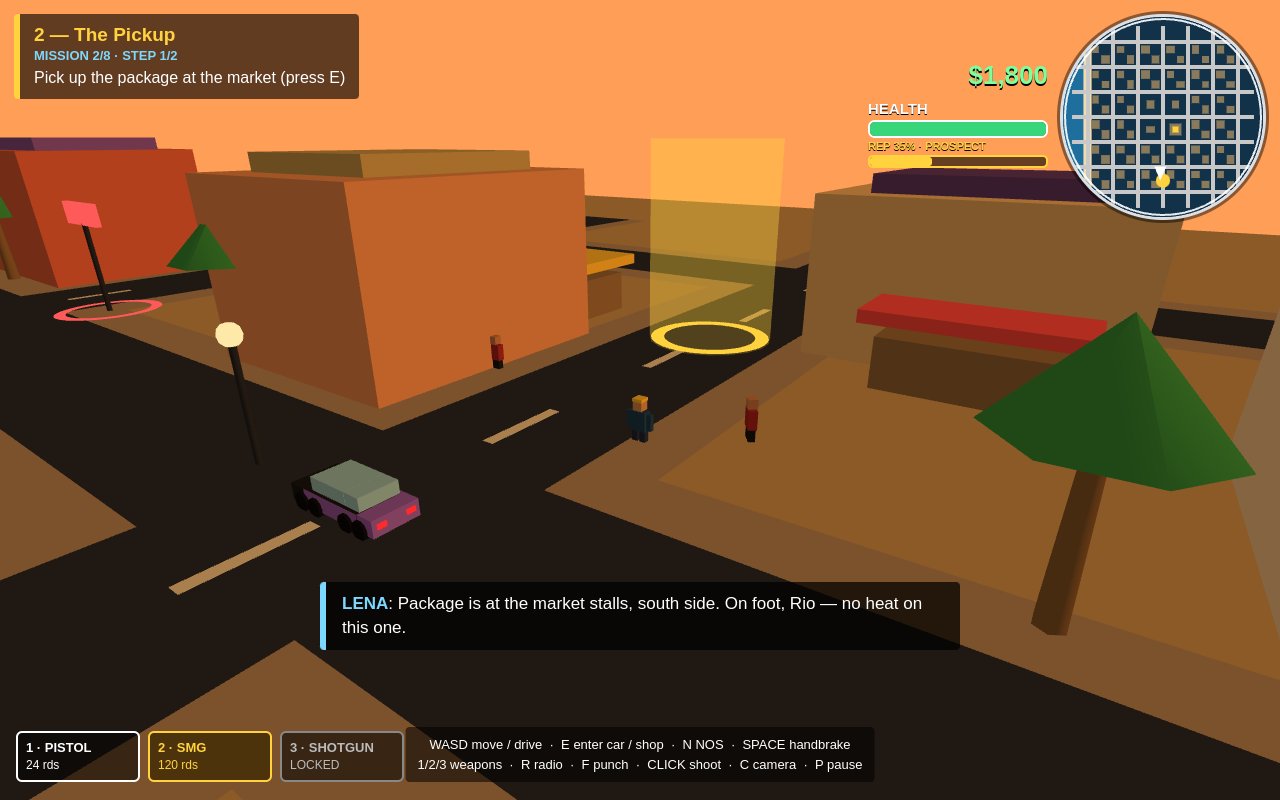 2 — The Pickup
MISSION 2/8 · STEP 1/2
Pick up the package at the market (press E)
$1,800
HEALTH
REP 35% · PROSPECT
LENA: Package is at the market stalls, south side. On foot, Rio — no heat on
this one.
1 · PISTOL
24 rds
2 · SMG
120 rds
3 · SHOTGUN
LOCKED
WASD move / drive · E enter car / shop · N NOS · SPACE handbrake
1/2/3 weapons · R radio · F punch · CLICK shoot · C camera · P pause